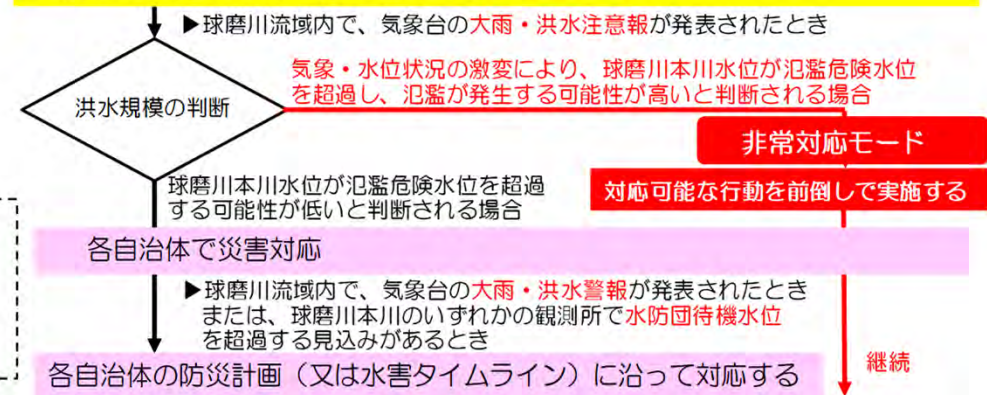 ▶球磨川流域内で、気象台の大雨・洪水注意報が発表されたとき
気象・水位状況の激変により、球磨川本川水位が氾濫危険水位
を超過し、氾濫が発生する可能性が高いと判断される場合
洪水規模の判断
非常対応モード
対応可能な行動を前倒しで実施する
球磨川本川水位が氾濫危険水位を超過
する可能性が低いと判断される場合
各自治体で災害対応
▶球磨川流域内で、気象台の大雨・洪水警報が発表されたとき
または、球磨川本川のいずれかの観測所で水防団待機水位
を超過する見込みがあるとき
継続
各自治体の防災計画（又は水害タイムライン）に沿って対応する